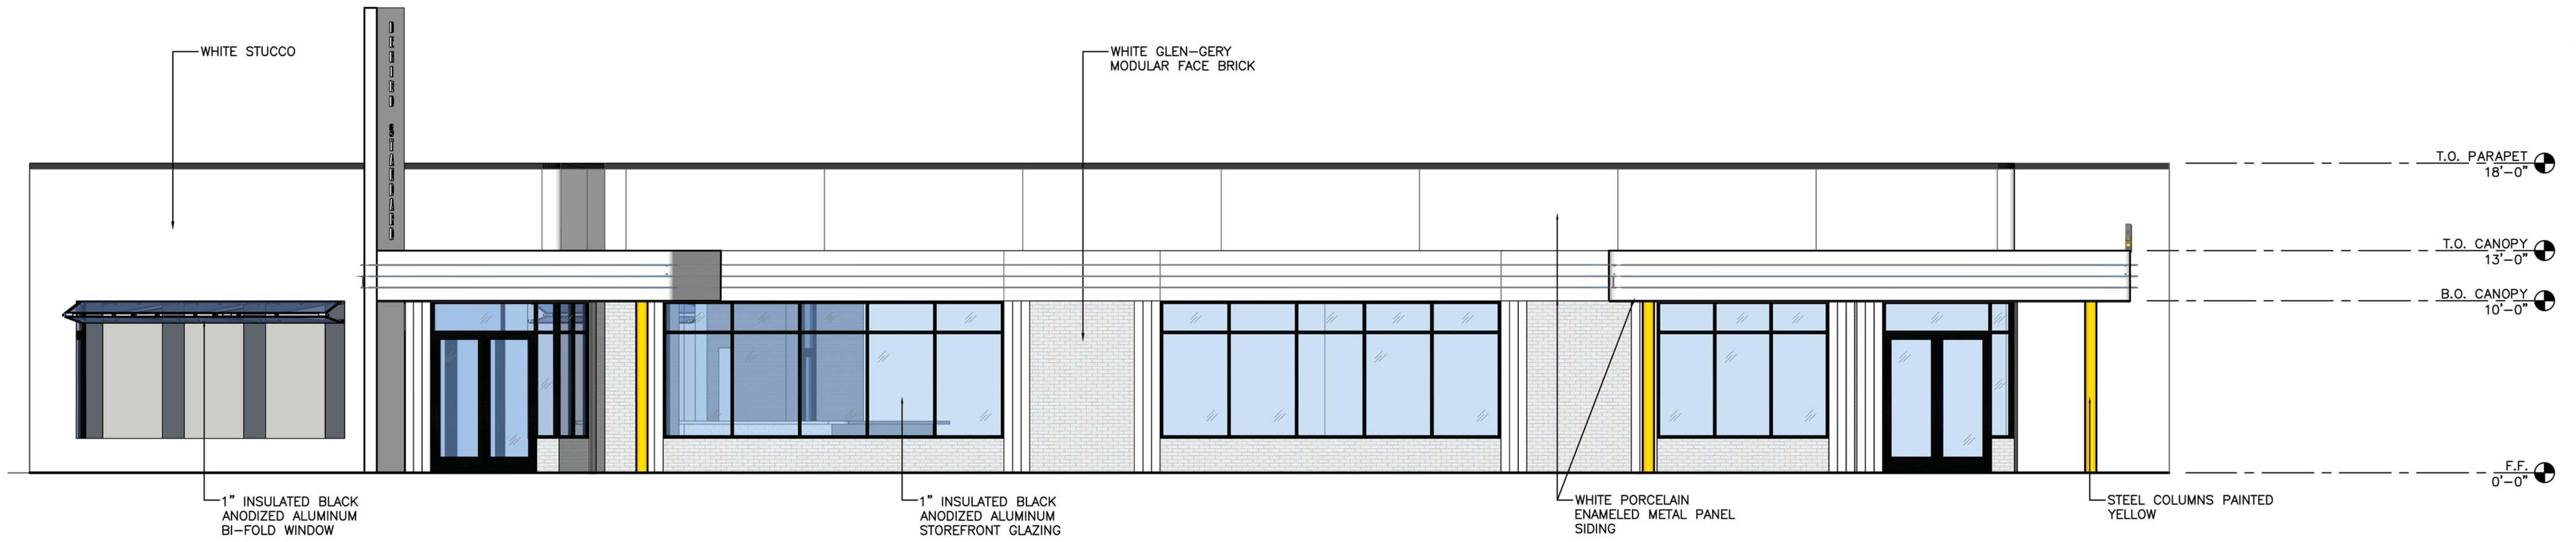 WHITE STUCCO
STANDARD
WHITE GLEN-GERY
MODULAR FACE BRICK
T.O. PARAPET
18'-0"
T.O. CANOPY
13'-0"
B.O. CANOPY
10'-0"
F.F.
0'-0"
1" INSULATED BLACK
ANODIZED ALUMINUM
BI-FOLD WINDOW
1" INSULATED BLACK
ANODIZED ALUMINUM
STOREFRONT GLAZING
WHITE PORCELAIN
ENAMELED METAL PANEL
SIDING
STEEL COLUMNS PAINTED
YELLOW